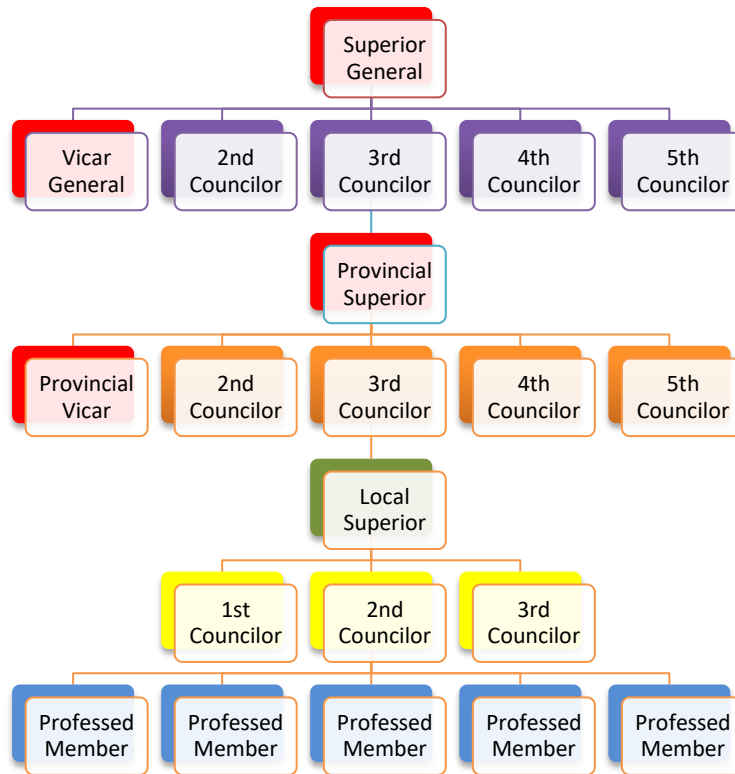 Superior
General
Vicar
General
2nd
Councilor
3rd
Councilor
4th
Councilor
5th
Councilor
Provincial
Superior
Provincial
Vicar
2nd
Councilor
3rd
Councilor
4th
Councilor
5th
Councilor
Local
Superior
1st
Councilor
2nd
Councilor
3rd
Councilor
Professed
Member
Professed
Member
Professed
Member
Professed
Member
Professed
Member